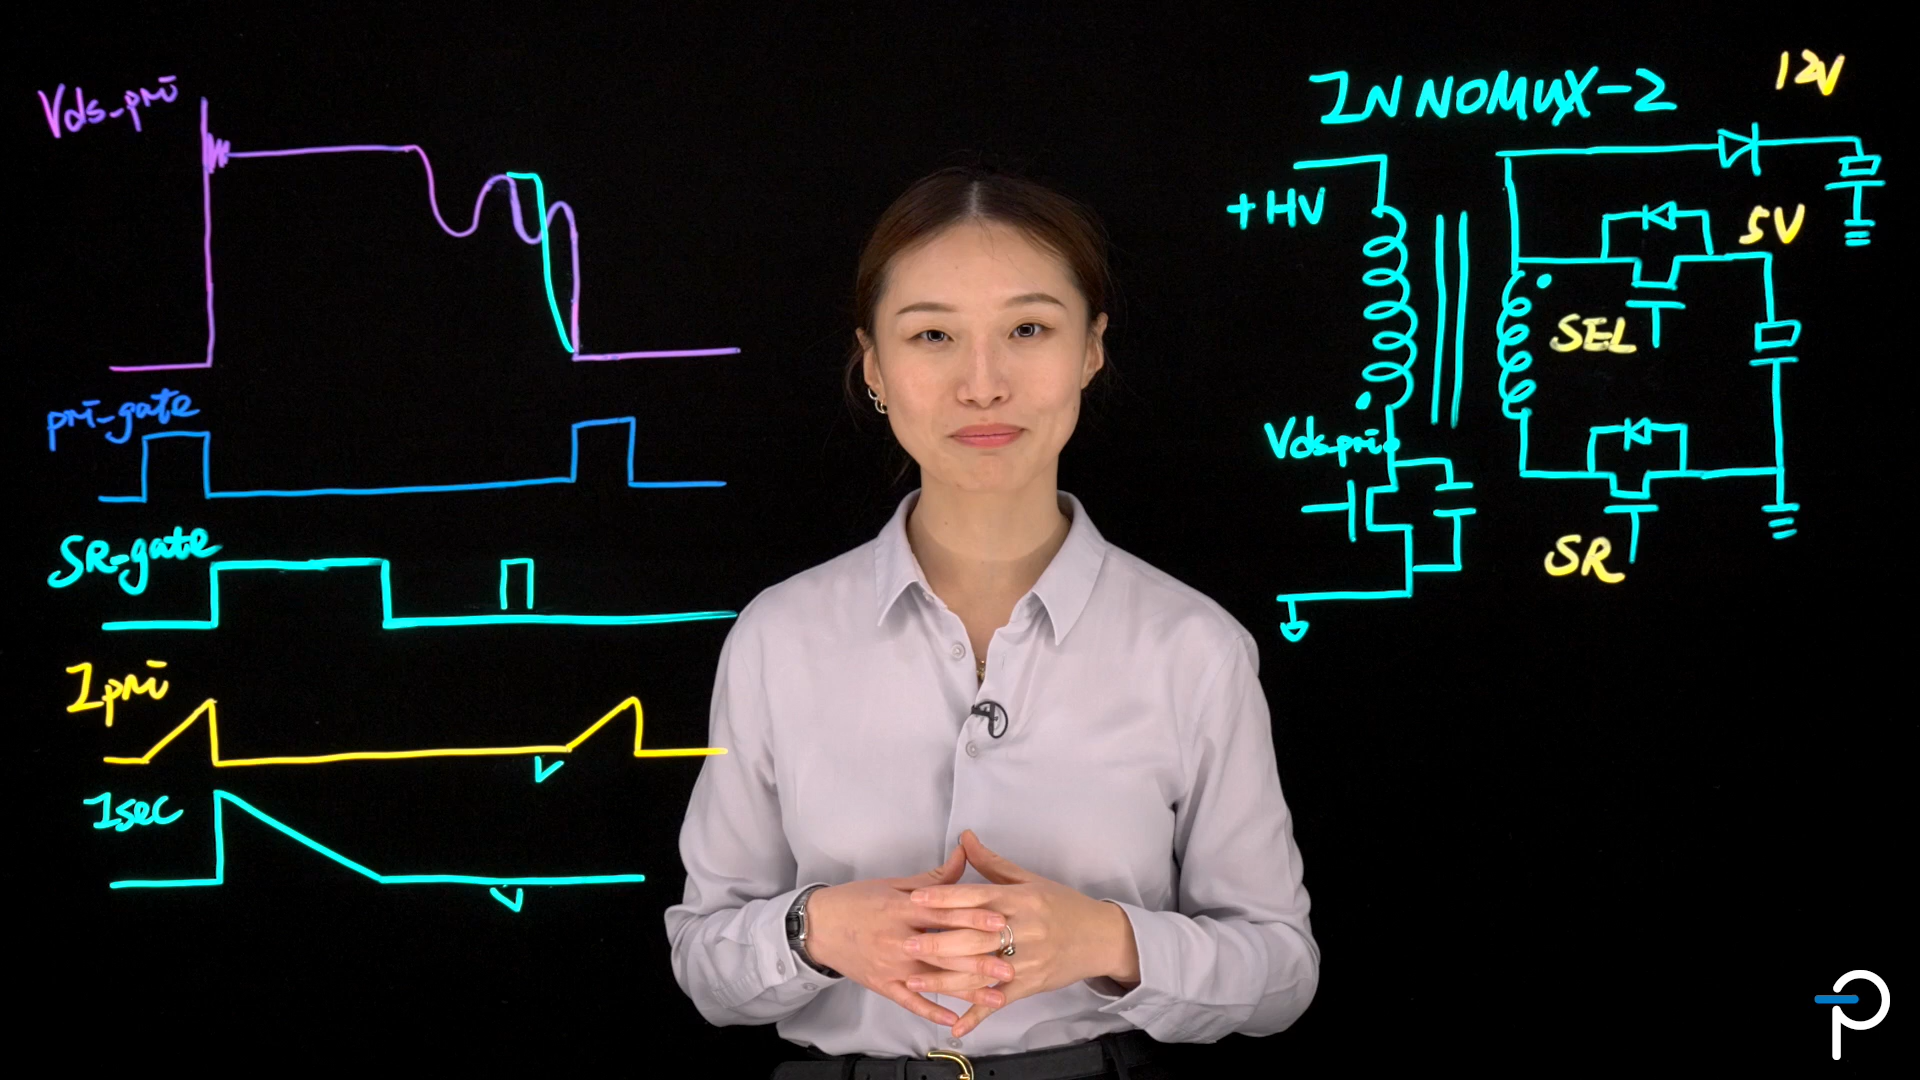 Vds-pri
pri-gate
SR-gate
Ipri
Isec
INNOMUX-2
12V
+HV
5V
SEL
Vds-pri
SR